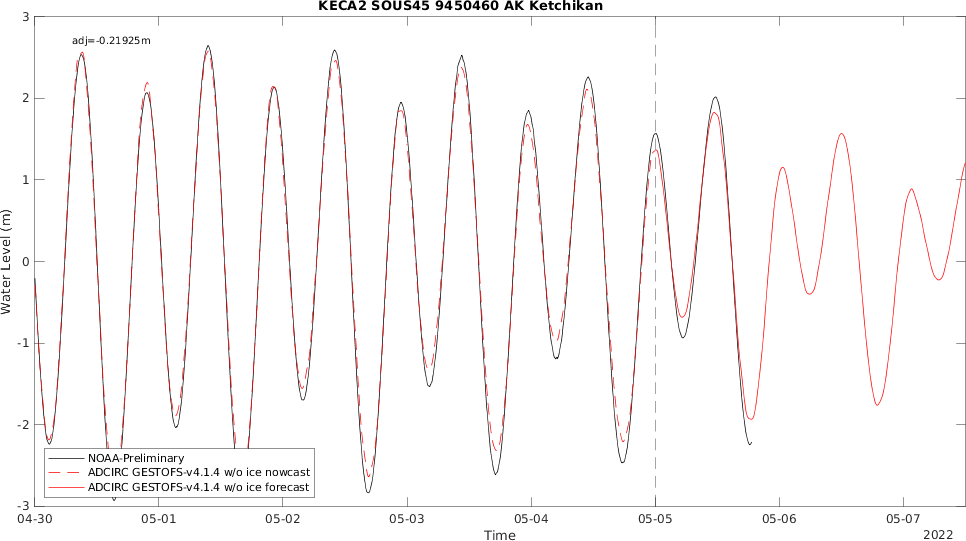 KECA2 SOUS45 9450460 AK Ketchikan
adj=-0.21925m
3
2
1
0
-1
-2
-3
Water Level (m)
NOAA-Preliminary
ADCIRC GESTOFS-v4.1.4 w/o ice nowcast
ADCIRC GESTOFS-v4.1.4 w/o ice forecast
04-30 05-01 05-02 05-03 05-04 05-05 05-06 05-07
Time
2022